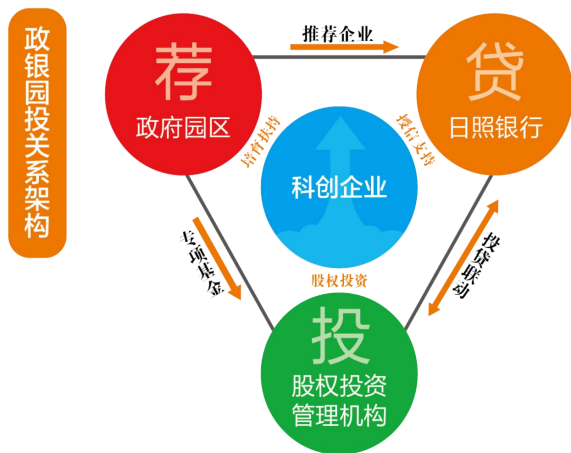 政银园投关系架构
荐
政府园区
推荐企业
贷
日照银行
培育扶持
授信支持
科创企业
专项基金
股权投资
投贷联动
投
股权投资
管理机构